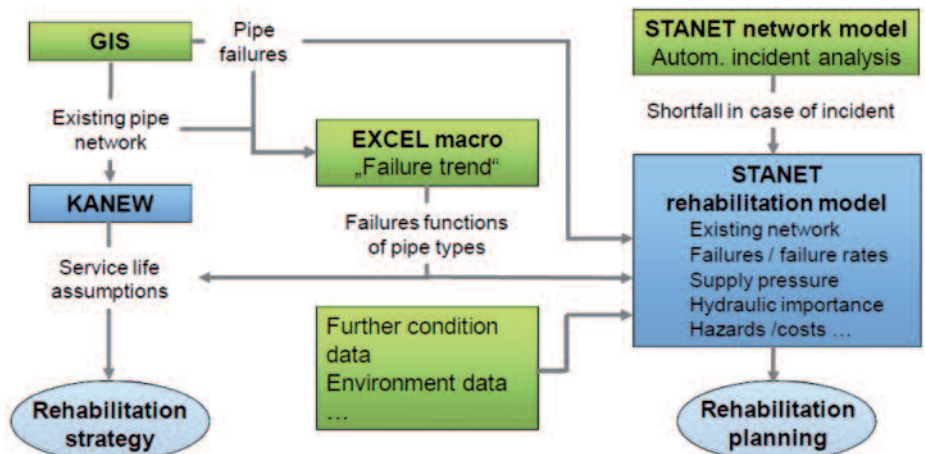 GIS
Pipe
failures
Existing pipe
network
KANEW
Service life
assumptions
Rehabilitation
strategy
EXCEL macro
„Failure trend“
Failures functions
of pipe types
Further condition
data
Environment data
…
STANET network model
Autom. incident analysis
Shortfall in case of incident
STANET
rehabilitation model
Existing network
Failures / failure rates
Supply pressure
Hydraulic importance
Hazards /costs …
Rehabilitation
planning